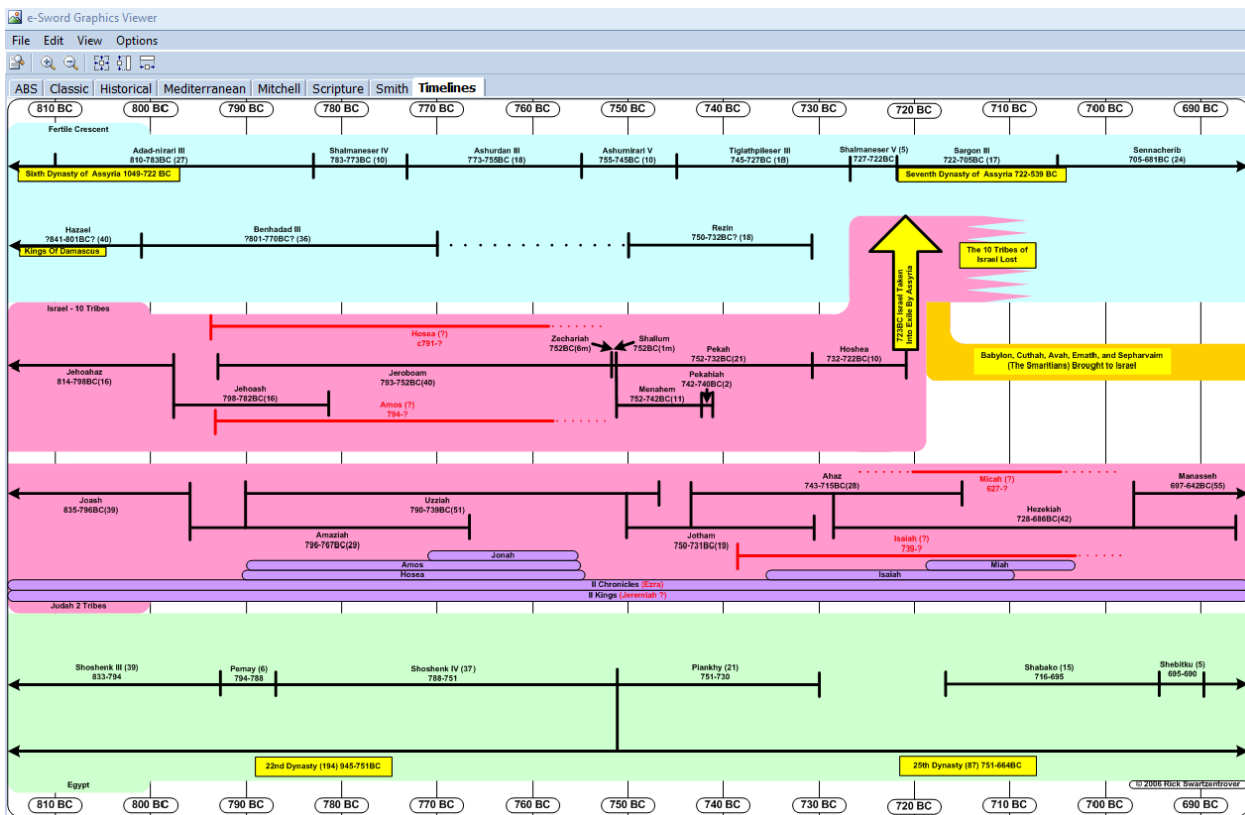 e-Sword Graphics Viewer
File Edit View Options
ABS Classic Historical Mediterranean Mitchell Scripture Smith Timelines
810 BC 800 BC 790 BC 780 BC 770 BC 760 BC 750 BC 740 BC 730 BC 720 BC 710 BC 700 BC 690 BC
Fertile Crescent
Adad-nirari III
810-783BC (27)
Shalmaneser IV
783-773BC (10)
Ashurdan III
773-755BC (18)
Ashumirari V
755-745BC (10)
Tiglathpileser III
745-727BC (18)
Shalmaneser V (5)
727-722BC
Sargon III
722-705BC (17)
Sennacherib
705-681BC (24)
Sixth Dynasty of Assyria 1049-722 BC
Seventh Dynasty of Assyria 722-539 BC
Hazael
?841-801BC? (40)
Kings Of Damascus
Benhadad III
?801-770BC? (36)
Rezin
750-732BC? (18)
The 10 Tribes of
Israel Lost
723BC Israel Taken
Into Exile By Assyria
Israel - 10 Tribes
Hosea (?)
c791-?
Zechariah
752BC(6m)
Shallum
752BC(1m)
Pekah
752-732BC(21)
Hoshea
732-722BC(10)
Babylon, Cuthah, Avah, Emath, and Sepharvaim
(The Smaritians) Brought to Israel
Jehoahaz
814-798BC(16)
Jeroboam
793-752BC(40)
Pekahiah
742-740BC(2)
Jehoash
798-782BC(16)
Menahem
752-742BC(11)
Amos (?)
794-?
Joash
835-796BC(39)
Uzziah
790-739BC(51)
Ahaz
743-715BC(28)
Micah (?)
627-?
Manasseh
697-642BC(55)
Amaziah
796-767BC(29)
Jotham
750-731BC(19)
Hezekiah
728-686BC(42)
Isaiah (?)
739-?
Jonah
Amos
Miah
Hosea
Isaiah
II Chronicles (Ezra)
II Kings (Jeremiah ?)
Judah 2 Tribes
Shoshenk III (39)
833-794
Pemay (6)
794-788
Shoshenk IV (37)
788-751
Piankhy (21)
751-730
Shabako (15)
716-695
Shebitku (5)
695-690
22nd Dynasty (194) 945-751BC
25th Dynasty (87) 751-664BC
Egypt
© 2006 Rick Swartzentrover
810 BC 800 BC 790 BC 780 BC 770 BC 760 BC 750 BC 740 BC 730 BC 720 BC 710 BC 700 BC 690 BC